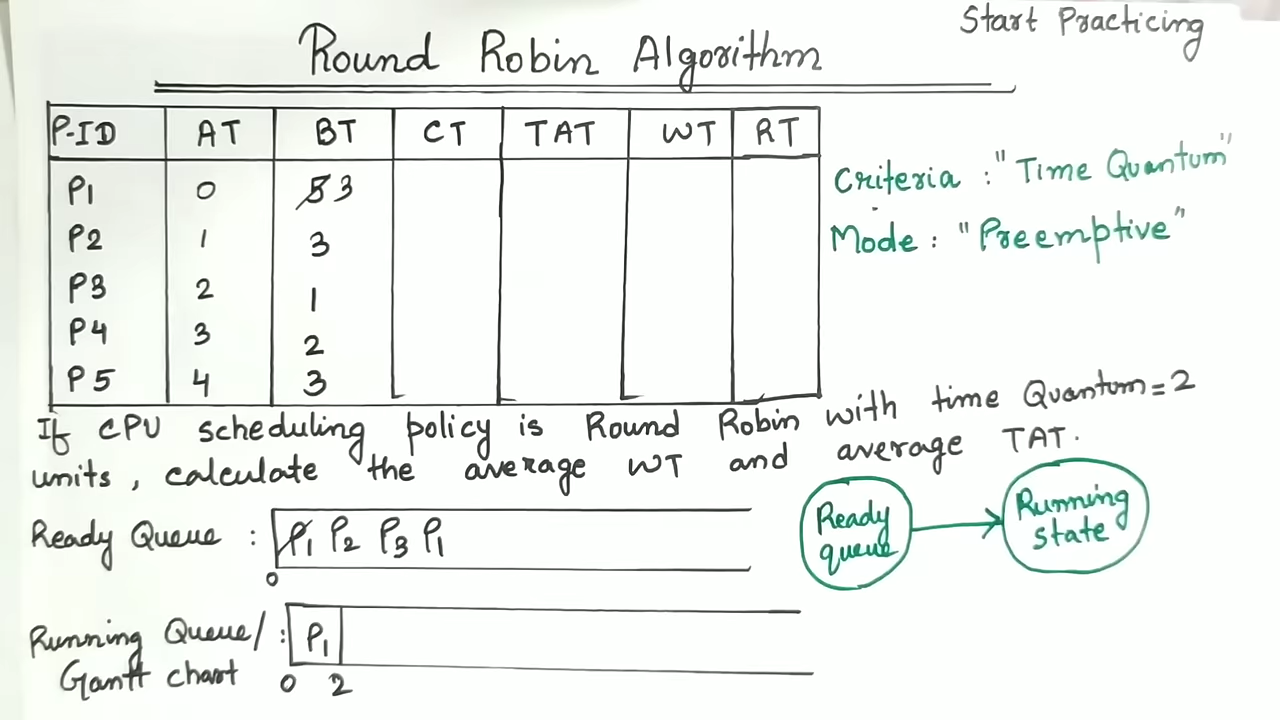 Start Practicing
Round Robin Algorithm
P-ID AT BT CT TAT WT RT
P1 0 5 3
P2 1 3
P3 2 1
P4 3 2
P5 4 3
Criteria : "Time Quantum"
Mode : "Preemptive"
If CPU scheduling policy is Round Robin with time Quantum=2
units, calculate the average WT and average TAT.
Ready Queue : P1 P2 P3 P1
0
Ready queue
Running state
Running Queue/ : P1
Gantt chart 0 2